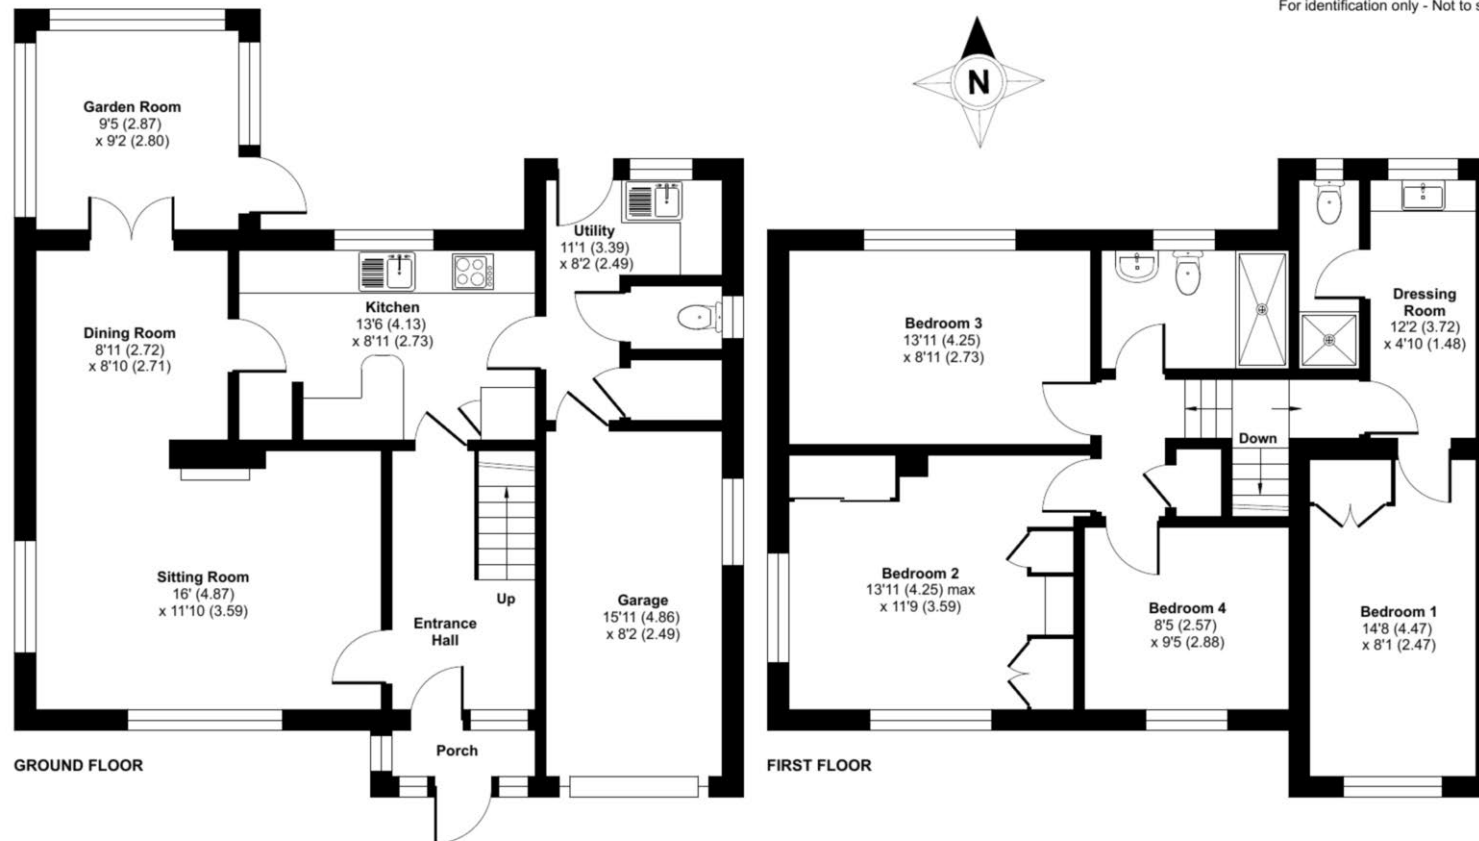 For identification only - Not to s
N
Garden Room
9'5 (2.87)
x 9'2 (2.80)
Utility
11'1 (3.39)
x 8'2 (2.49)
Kitchen
13'6 (4.13)
x 8'11 (2.73)
Dining Room
8'11 (2.72)
x 8'10 (2.71)
Sitting Room
16' (4.87)
x 11'10 (3.59)
Up
Entrance
Hall
Garage
15'11 (4.86)
x 8'2 (2.49)
Porch
GROUND FLOOR
Bedroom 3
13'11 (4.25)
x 8'11 (2.73)
Dressing
Room
12'2 (3.72)
x 4'10 (1.48)
Down
Bedroom 2
13'11 (4.25) max
x 11'9 (3.59)
Bedroom 4
8'5 (2.57)
x 9'5 (2.88)
Bedroom 1
14'8 (4.47)
x 8'1 (2.47)
FIRST FLOOR